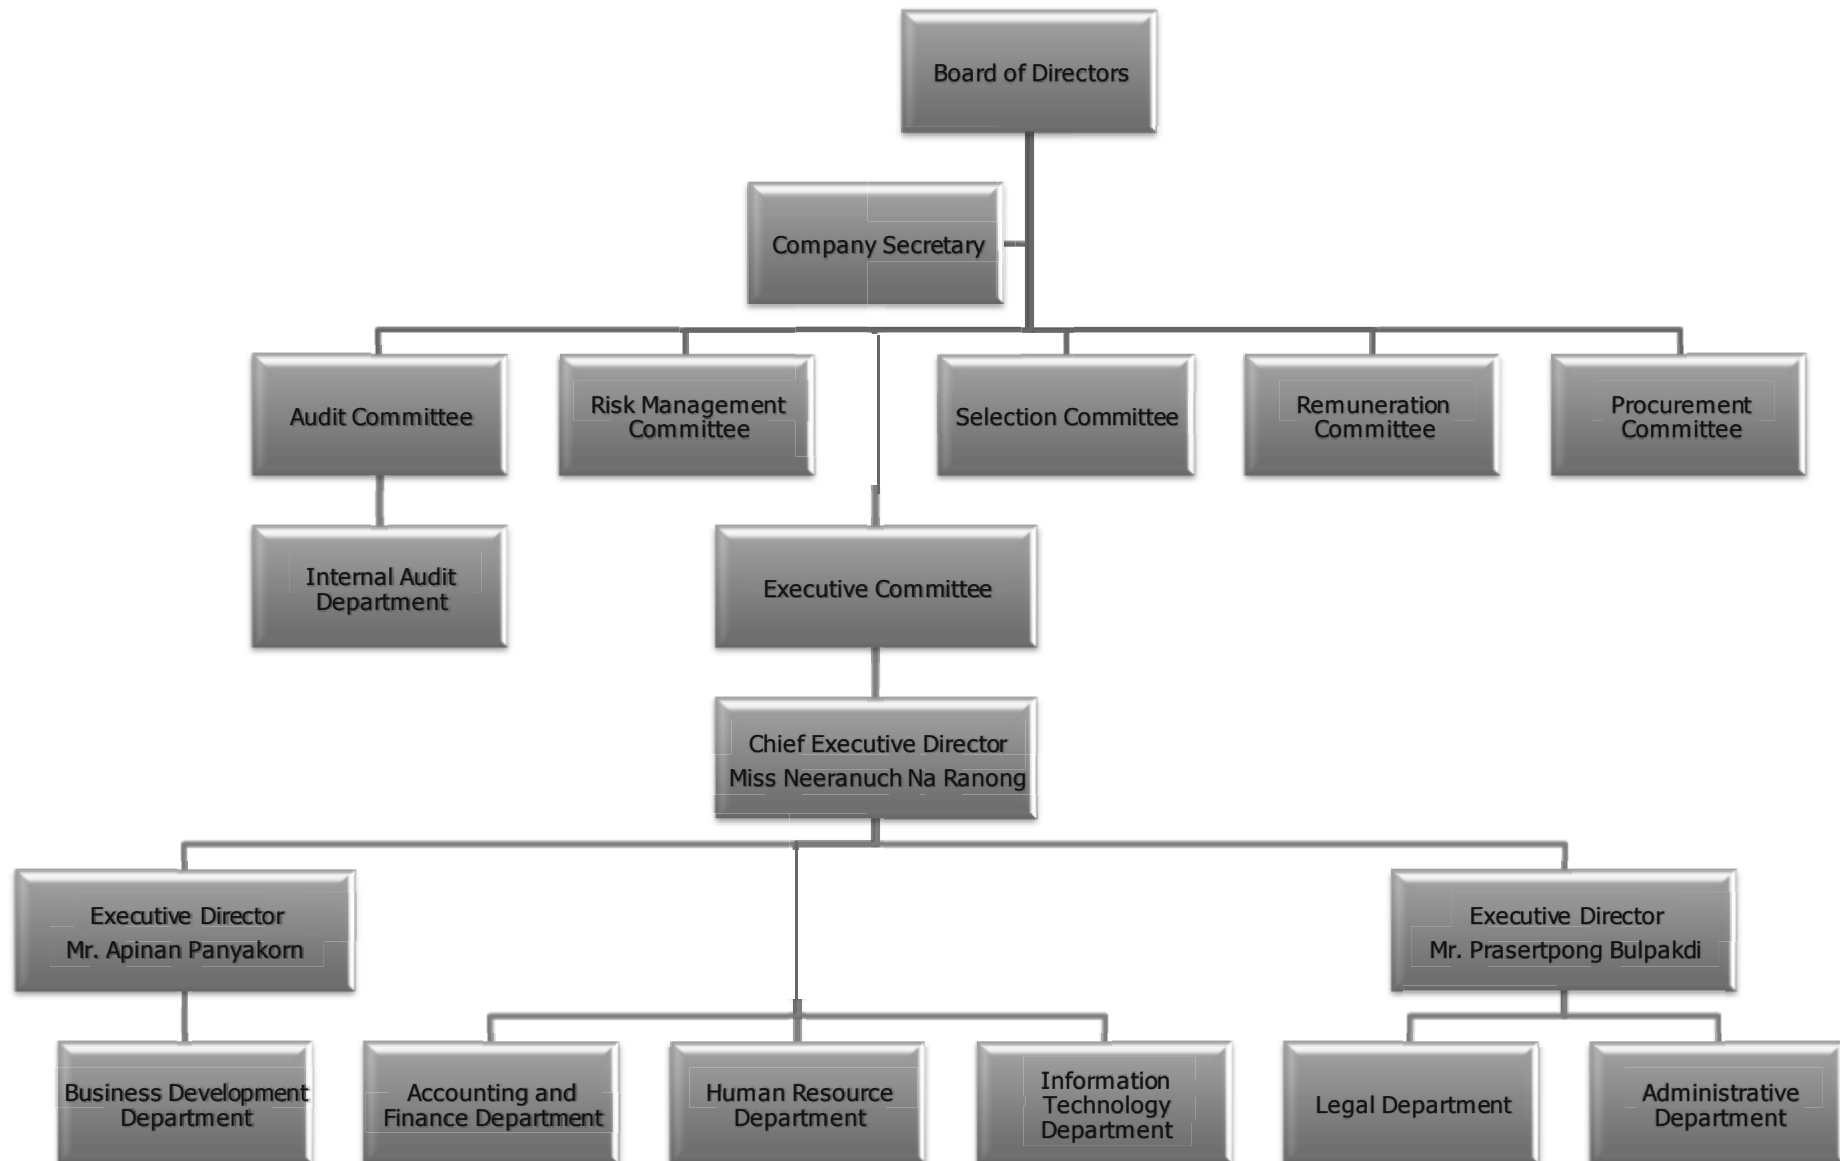 Board of Directors
Company Secretary
Audit Committee
Risk Management
Committee
Selection Committee
Remuneration
Committee
Procurement
Committee
Internal Audit
Department
Executive Committee
Chief Executive Director
Miss Neeranuch Na Ranong
Executive Director
Mr. Apinan Panyakorn
Executive Director
Mr. Prasertpong Bulpakdi
Business Development
Department
Accounting and
Finance Department
Human Resource
Department
Information
Technology
Department
Legal Department
Administrative
Department